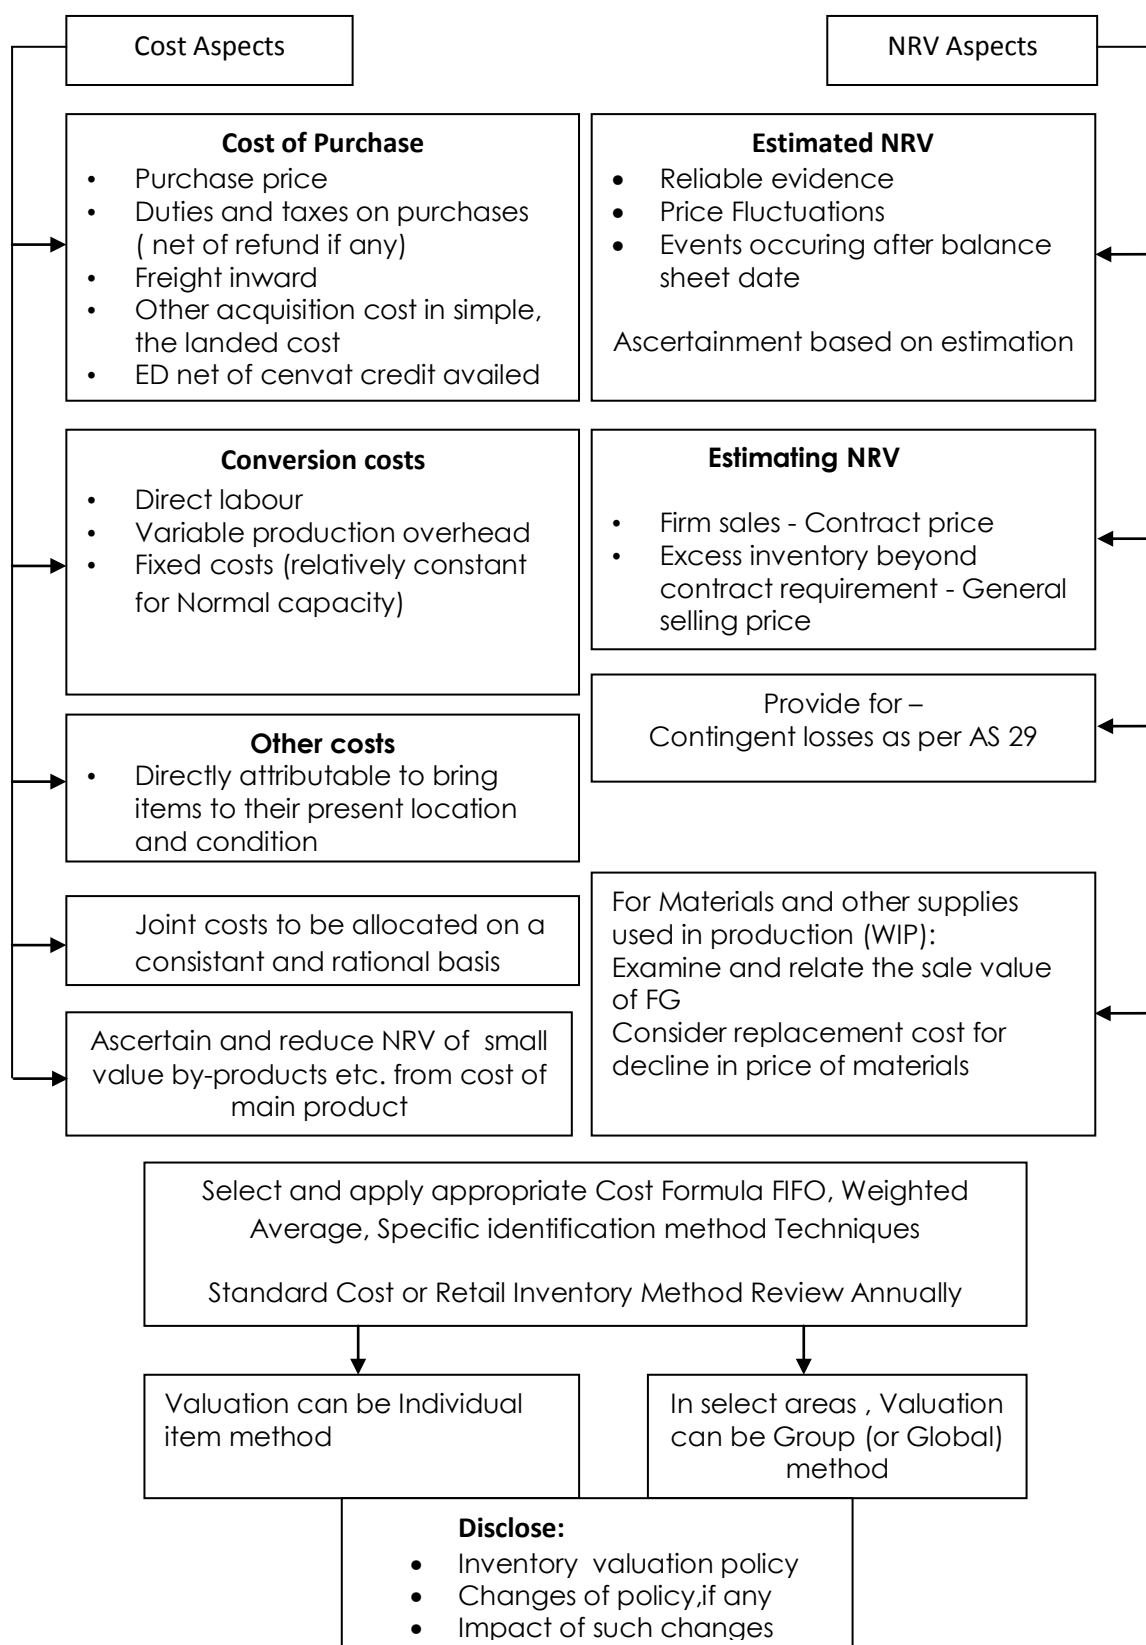 Cost Aspects
NRV Aspects
Cost of Purchase
• Purchase price
• Duties and taxes on purchases
( net of refund if any)
• Freight inward
• Other acquisition cost in simple,
the landed cost
• ED net of cenvat credit availed
Estimated NRV
• Reliable evidence
• Price Fluctuations
• Events occuring after balance
sheet date
Ascertainment based on estimation
Conversion costs
• Direct labour
• Variable production overhead
• Fixed costs (relatively constant
for Normal capacity)
Estimating NRV
• Firm sales - Contract price
• Excess inventory beyond
contract requirement - General
selling price
Provide for –
Contingent losses as per AS 29
Other costs
• Directly attributable to bring
items to their present location
and condition
Joint costs to be allocated on a
consistant and rational basis
Ascertain and reduce NRV of small
value by-products etc. from cost of
main product
For Materials and other supplies
used in production (WIP):
Examine and relate the sale value
of FG
Consider replacement cost for
decline in price of materials
Select and apply appropriate Cost Formula FIFO, Weighted
Average, Specific identification method Techniques
Standard Cost or Retail Inventory Method Review Annually
Valuation can be Individual
item method
In select areas , Valuation
can be Group (or Global)
method
Disclose:
• Inventory valuation policy
• Changes of policy,if any
• Impact of such changes